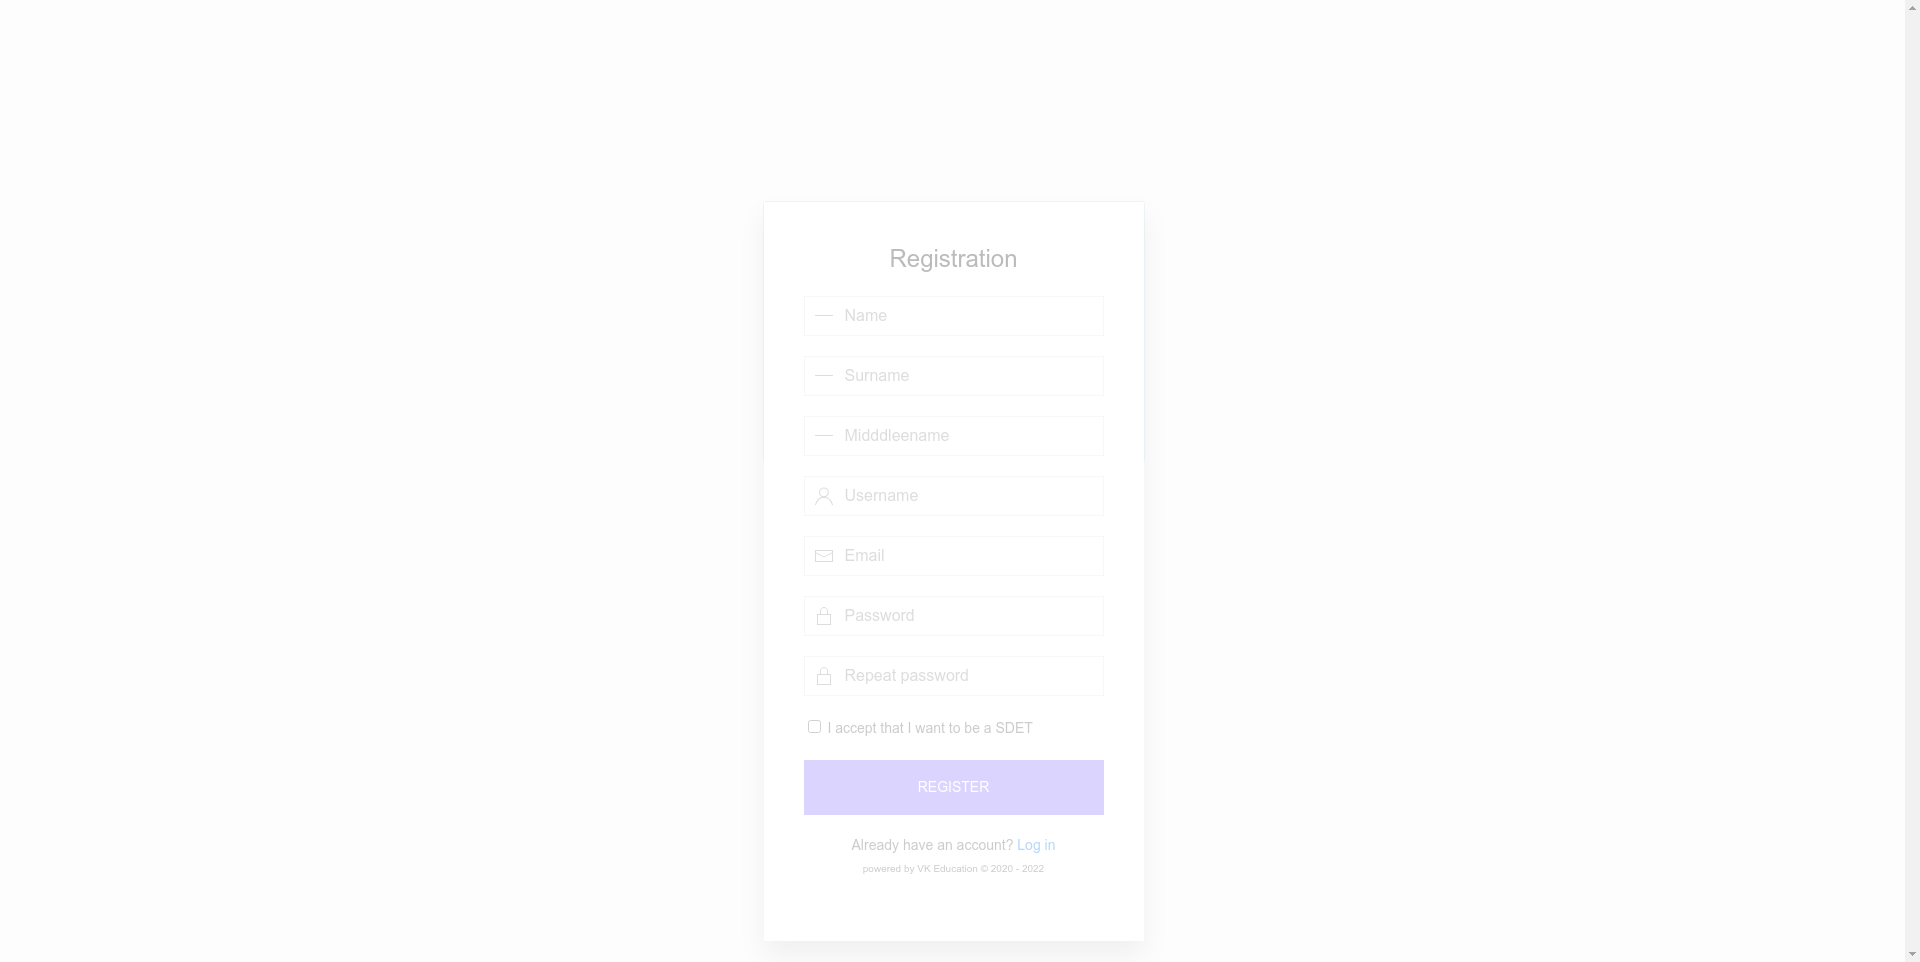 Registration
Name
Surname
Midddleename
Username
Email
Password
Repeat password
I accept that I want to be a SDET
REGISTER
Already have an account? Log in
powered by VK Education © 2020 - 2022